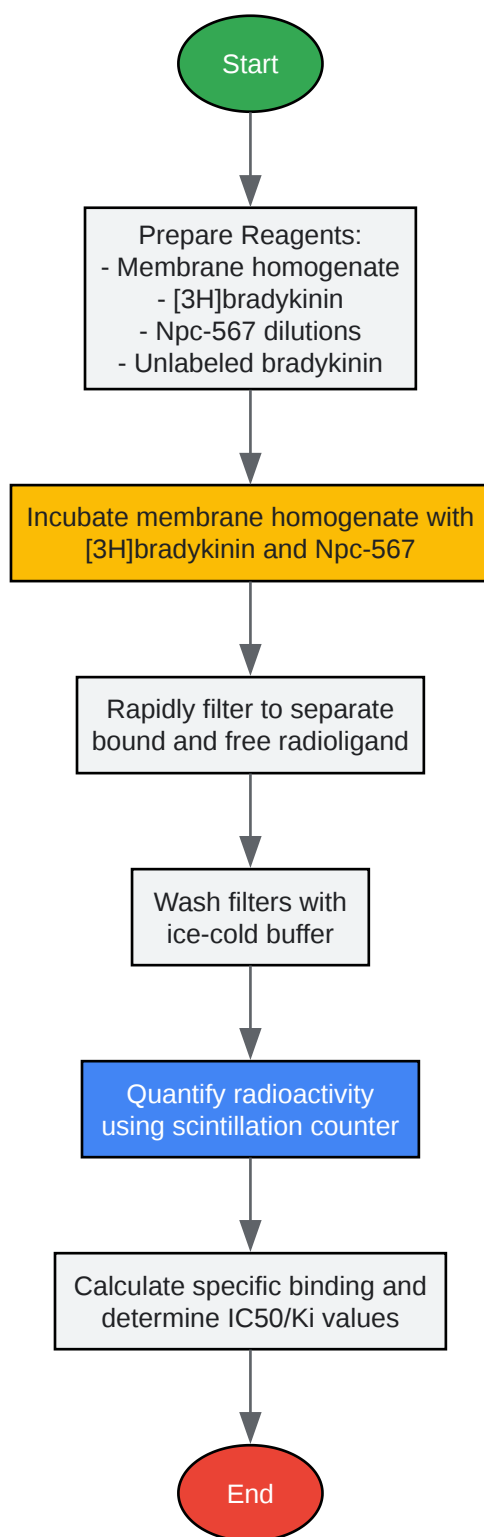 Start
Prepare Reagents:
- Membrane homogenate
- [3H]bradykinin
- Npc-567 dilutions
- Unlabeled bradykinin
Incubate membrane homogenate with
[3H]bradykinin and Npc-567
Rapidly filter to separate
bound and free radioligand
Wash filters with
ice-cold buffer
Quantify radioactivity
using scintillation counter
Calculate specific binding and
determine IC50/Ki values
End